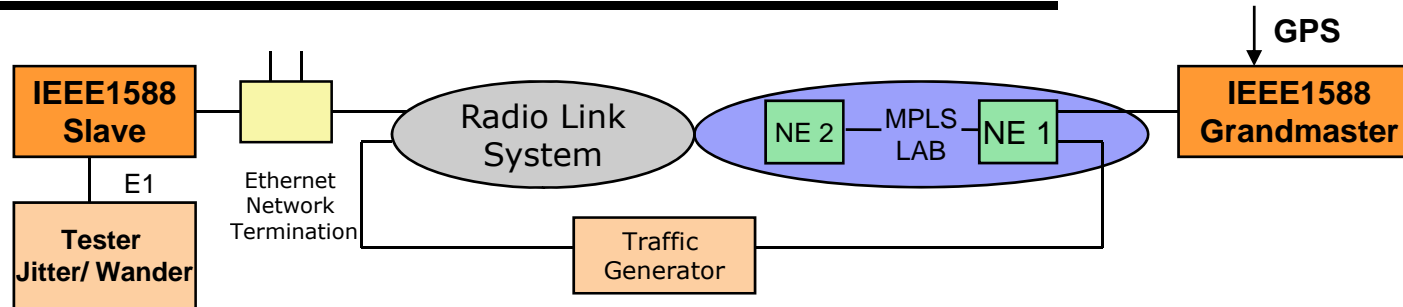 GPS
IEEE1588
Slave
Radio Link
System
NE 2
MPLS
LAB
NE 1
IEEE1588
Grandmaster
E1
Ethernet
Network
Termination
Tester
Jitter/ Wander
Traffic
Generator